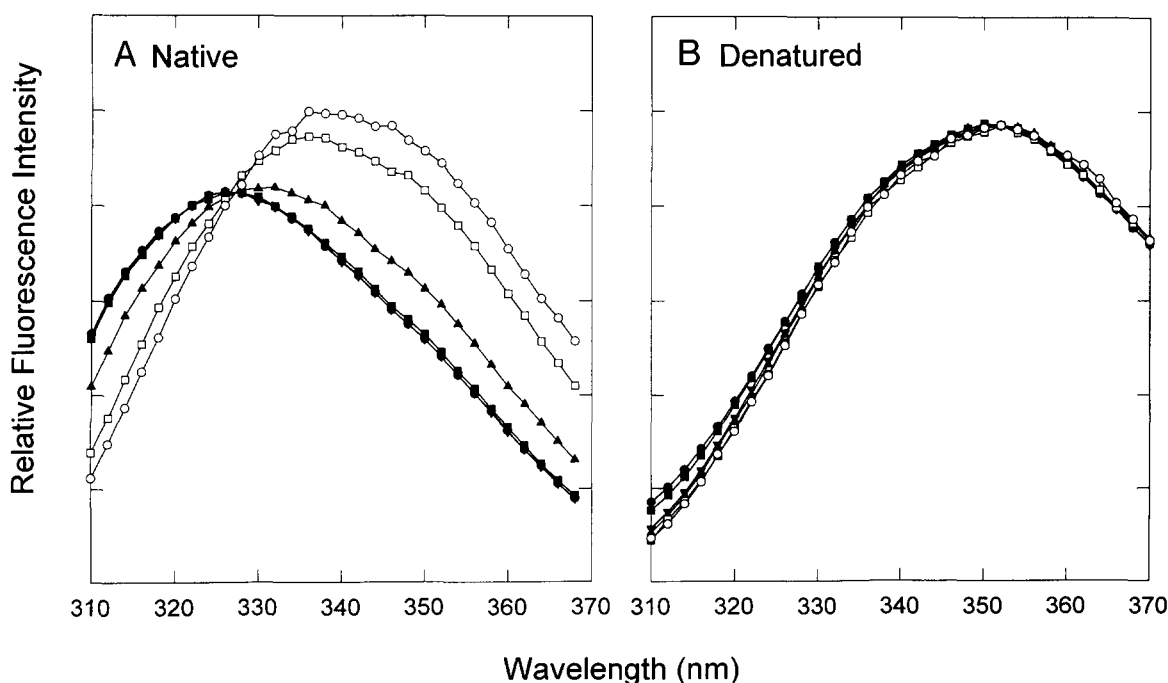 A Native
B Denatured
Relative Fluorescence Intensity
310 320 330 340 350 360 370
310 320 330 340 350 360 370
Wavelength (nm)